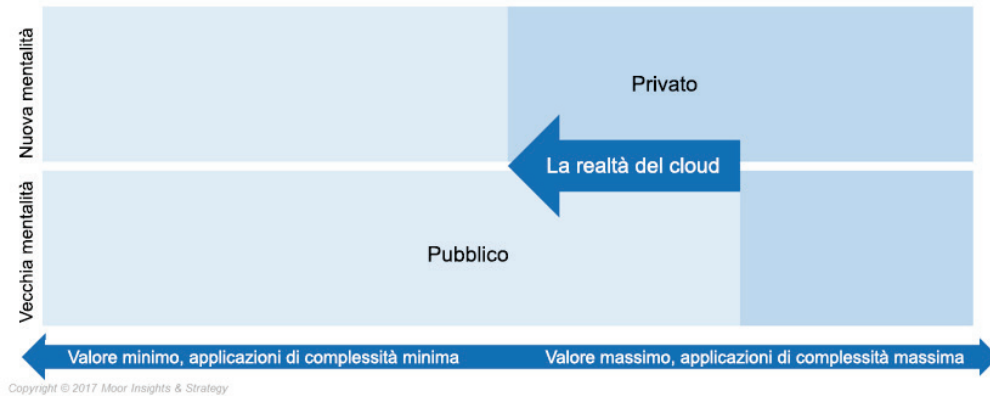 Nuova mentalità
Privato
La realtà del cloud
Vecchia mentalità
Pubblico
Valore minimo, applicazioni di complessità minima
Valore massimo, applicazioni di complessità massima
Copyright © 2017 Moor Insights & Strategy